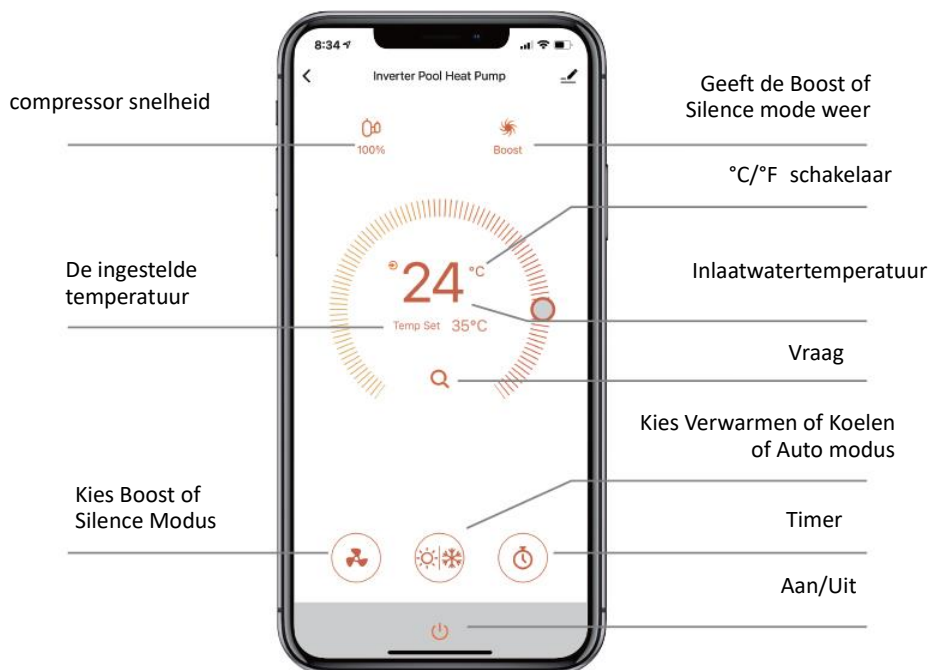 8:34
Inverter Pool Heat Pump
compressor snelheid
Geeft de Boost of
Silence mode weer
100%
Boost
°C/°F schakelaar
De ingestelde
temperatuur
24 °C
Inlaatwatertemperatuur
Temp Set 35°C
Vraag
Kies Verwarmen of Koelen
of Auto modus
Kies Boost of
Silence Modus
Timer
Aan/Uit